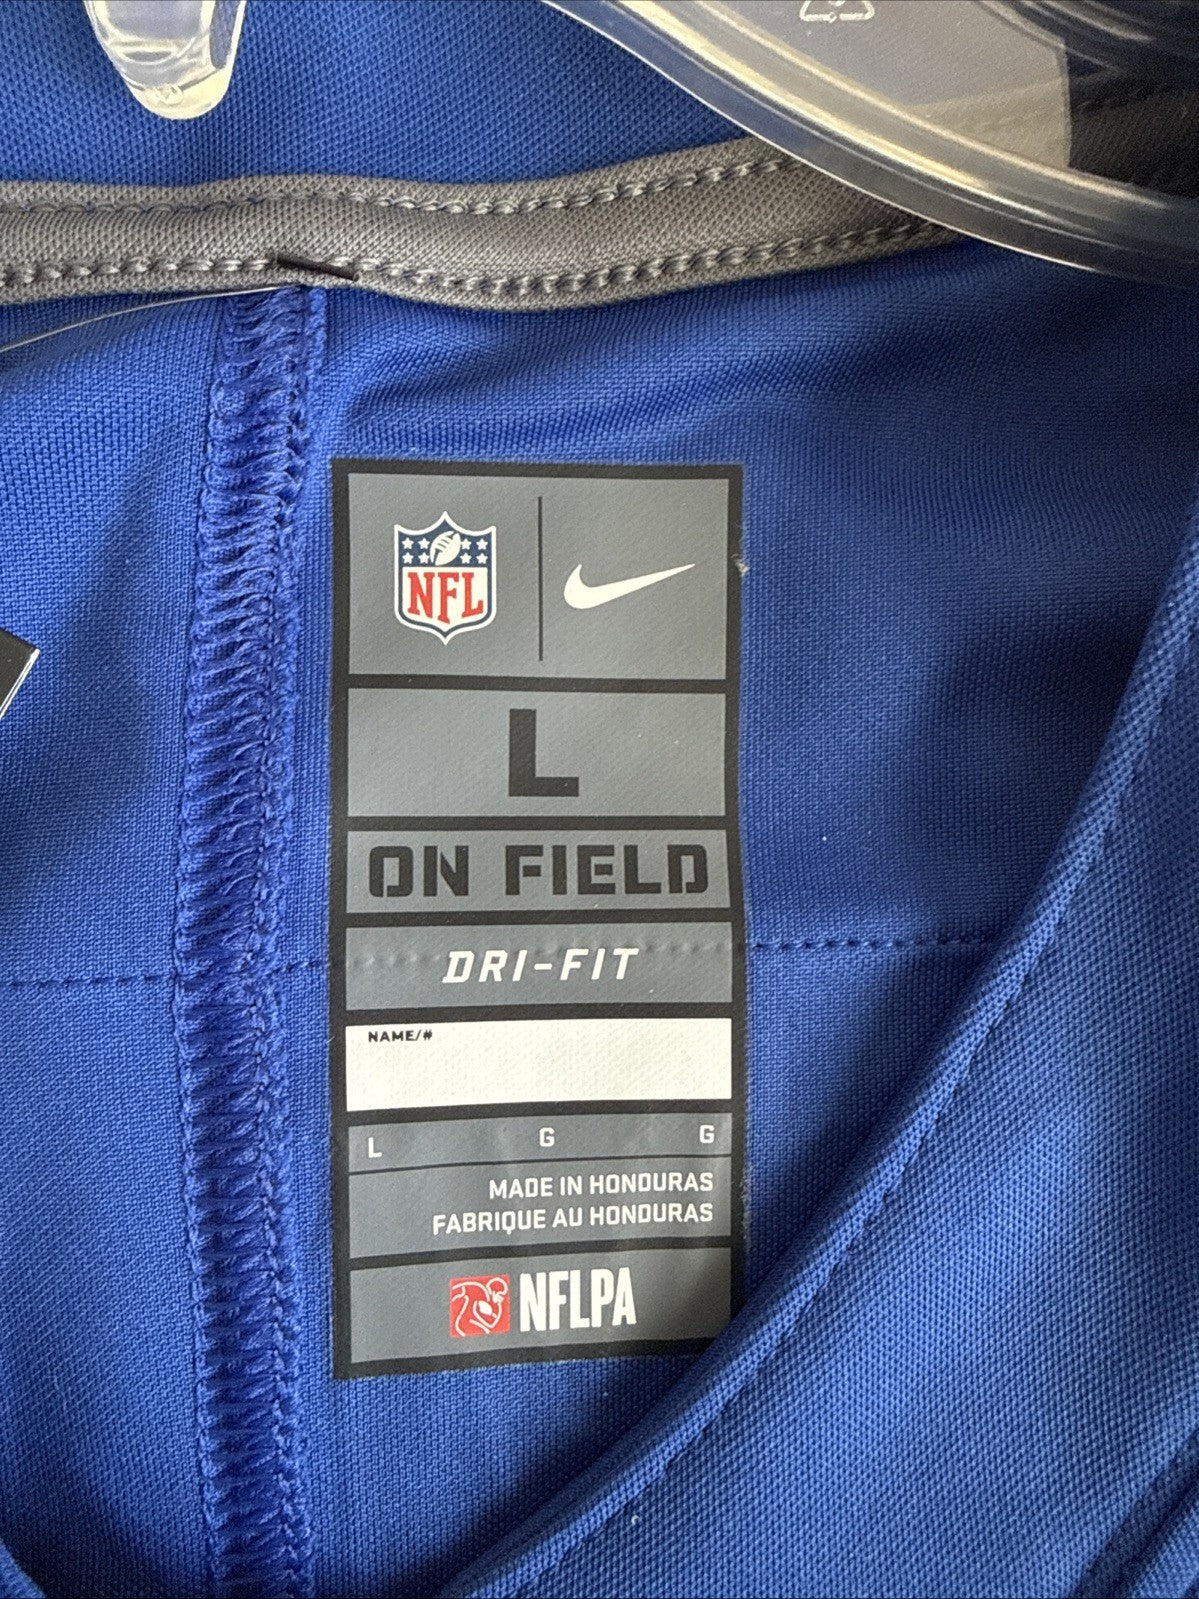 NFL
L
ON FIELD
DRI-FIT
NAME/#
L G G
MADE IN HONDURAS
FABRIQUE AU HONDURAS
NFLPA